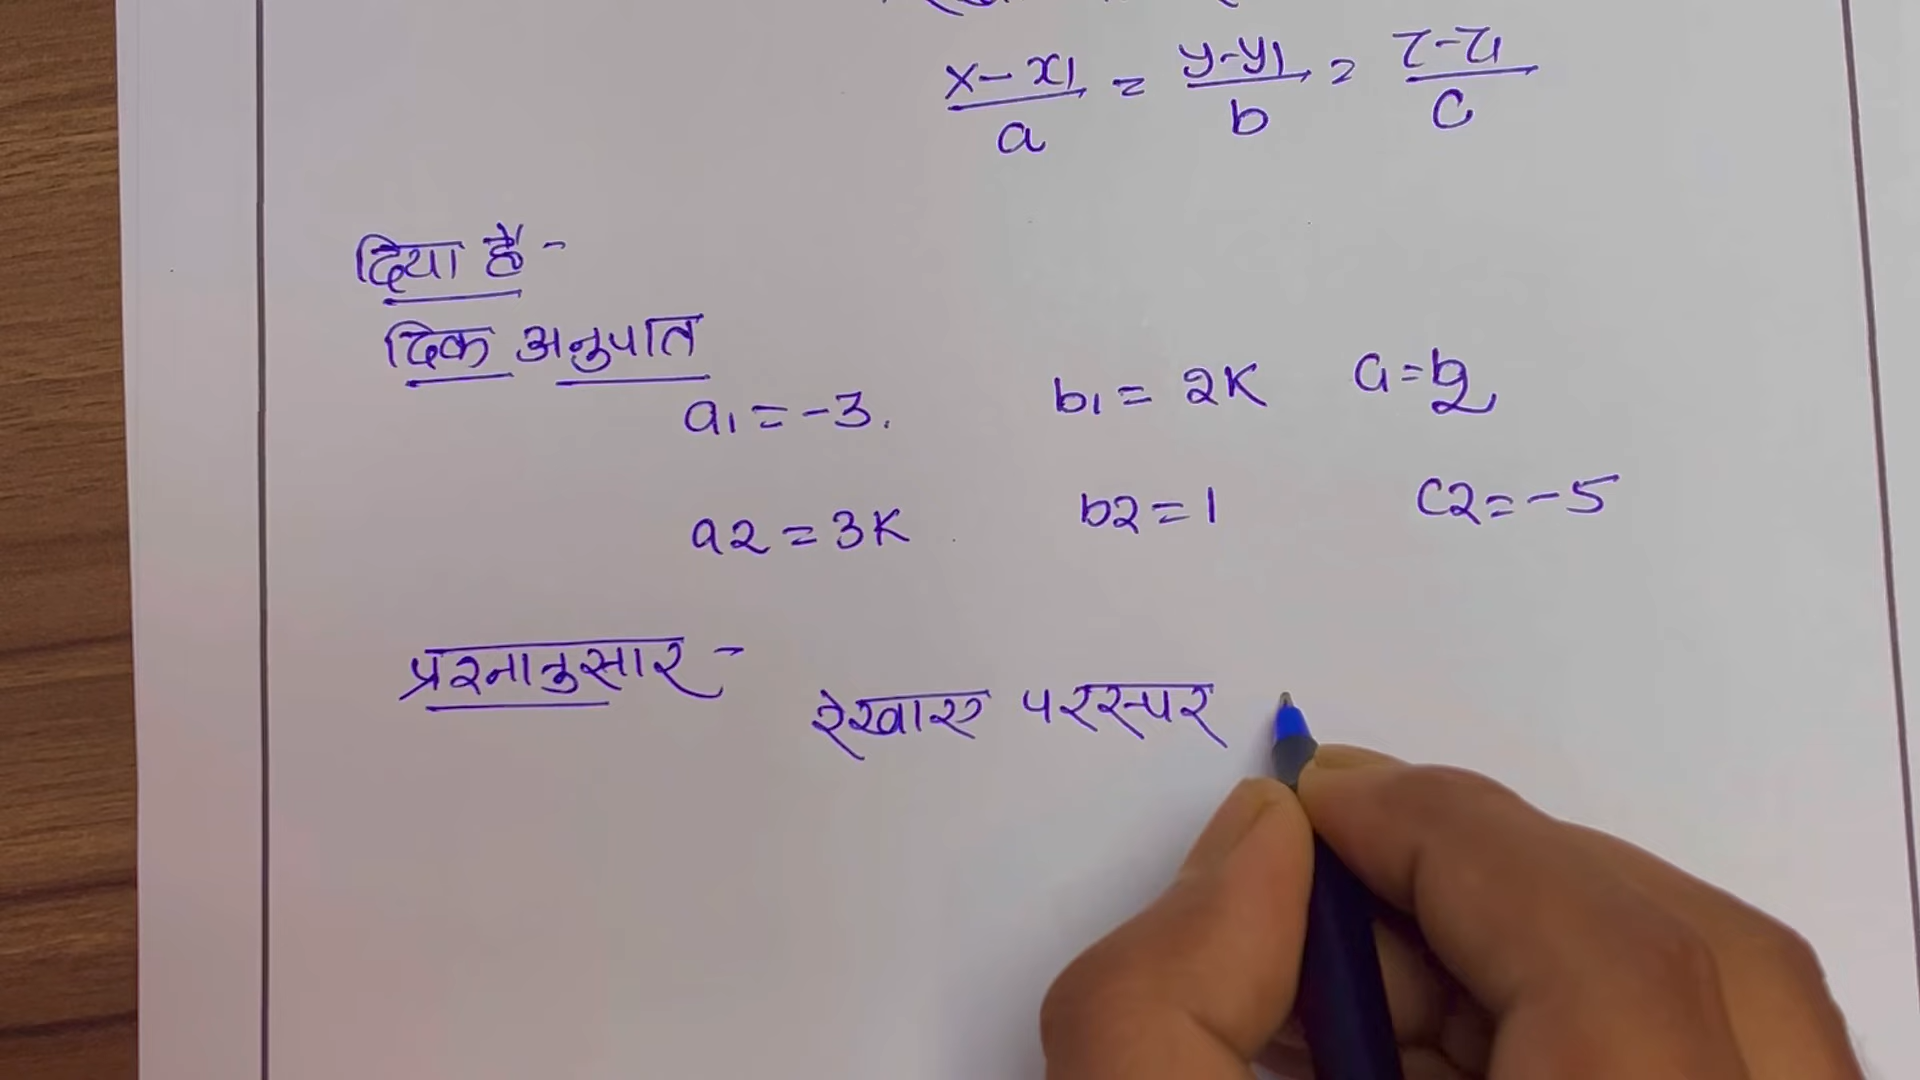 x-x1/a = y-y1/b = z-z1/c
दिया है -
दिक अनुपात
a1 = -3. b1 = 2K c1 = 2
a2 = 3K b2 = 1 c2 = -5
प्रश्नानुसार -
रेखाए परस्पर